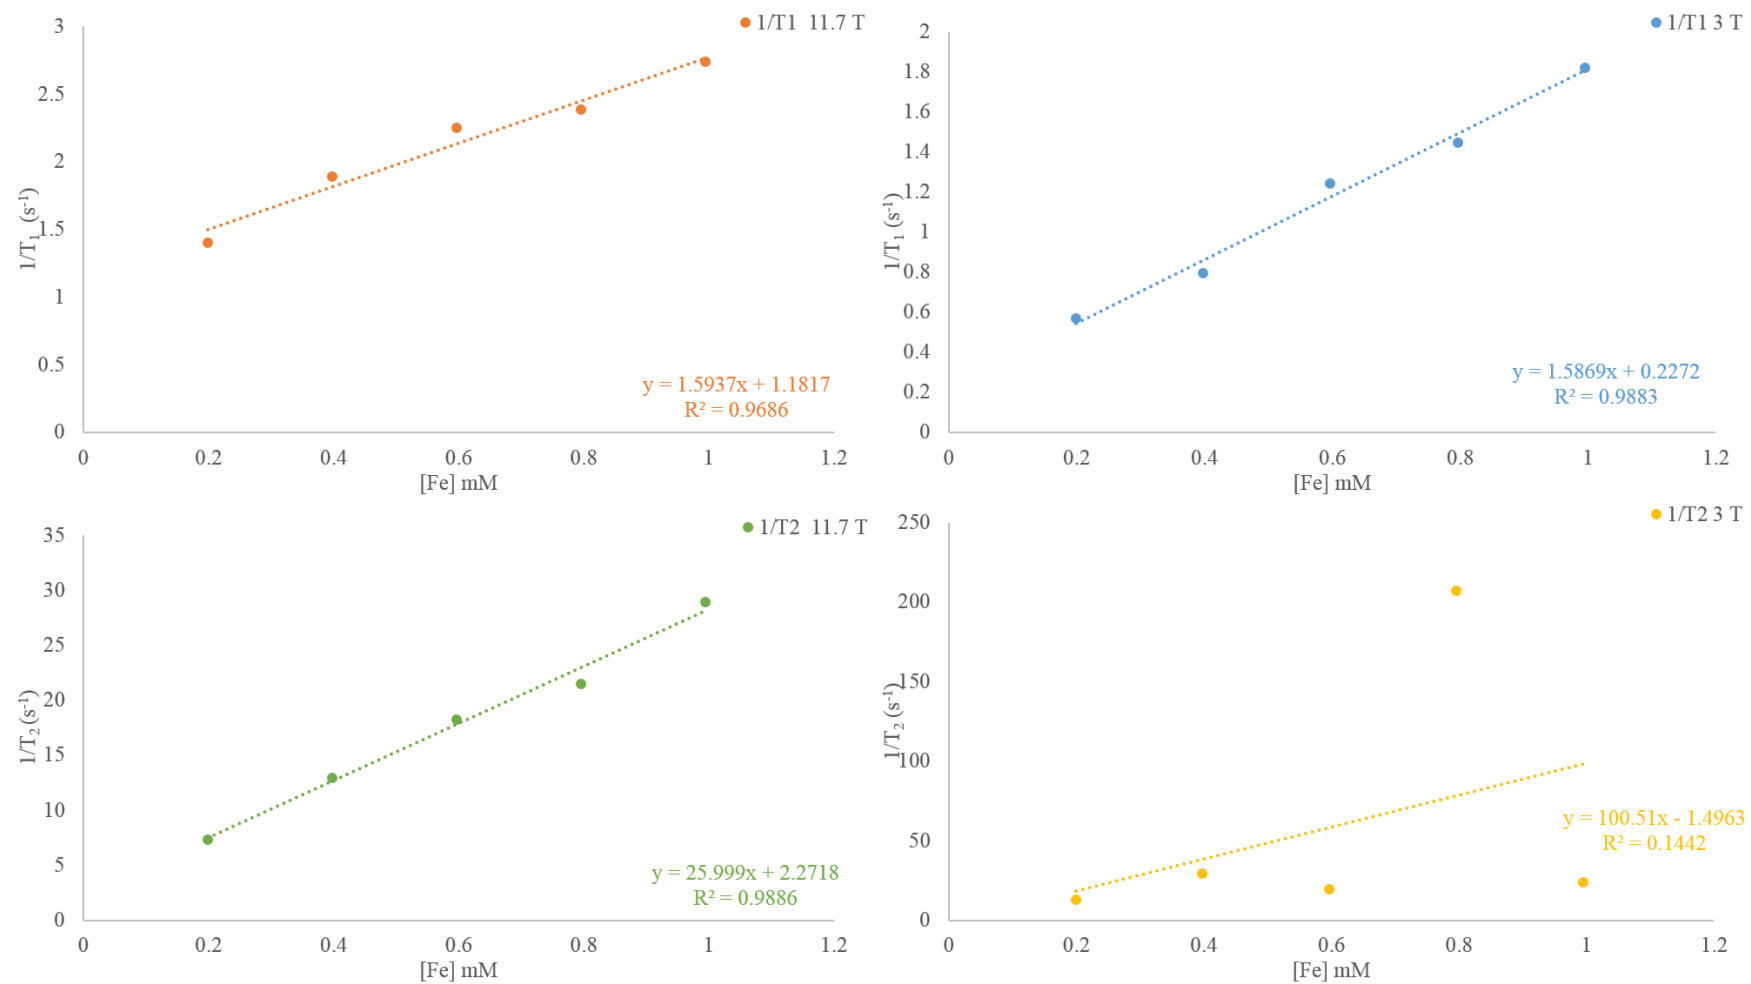 1/T1 11.7 T
3
2.5
2
1.5
1
0.5
0
0 0.2 0.4 0.6 0.8 1 1.2
1/T₁ (s⁻¹)
[Fe] mM
y = 1.5937x + 1.1817
R² = 0.9686
1/T1 3 T
2
1.8
1.6
1.4
1.2
1
0.8
0.6
0.4
0.2
0
0 0.2 0.4 0.6 0.8 1 1.2
1/T₁ (s⁻¹)
[Fe] mM
y = 1.5869x + 0.2272
R² = 0.9883
1/T2 11.7 T
35
30
25
20
15
10
5
0
0 0.2 0.4 0.6 0.8 1 1.2
1/T₂ (s⁻¹)
[Fe] mM
y = 25.999x + 2.2718
R² = 0.9886
1/T2 3 T
250
200
150
100
50
0
0 0.2 0.4 0.6 0.8 1 1.2
1/T₂ (s⁻¹)
[Fe] mM
y = 100.51x - 1.4963
R² = 0.1442